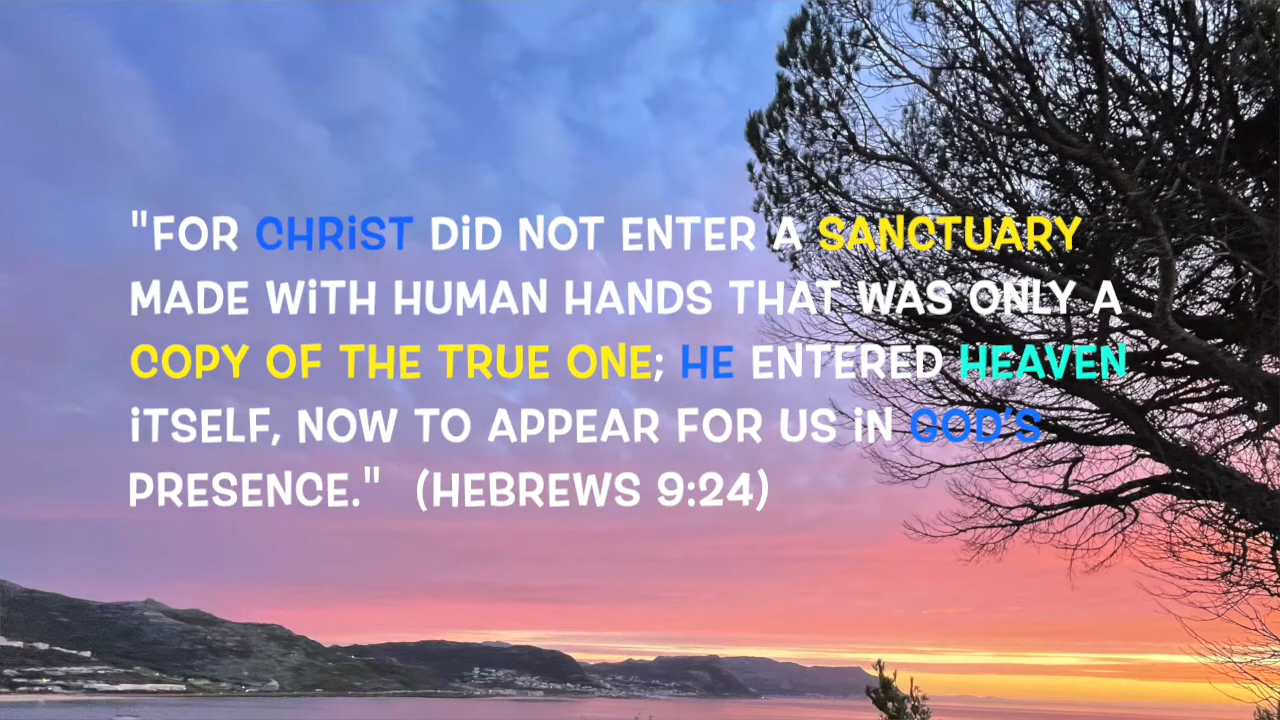 "FOR CHRiST DiD NOT ENTER A SANCTUARY
MADE WiTH HUMAN HANDS THAT WAS ONLY A
COPY OF THE TRUE ONE; HE ENTERED HEAVEN
iTSELF, NOW TO APPEAR FOR US iN GOD'S
PRESENCE." (HEBREWS 9:24)